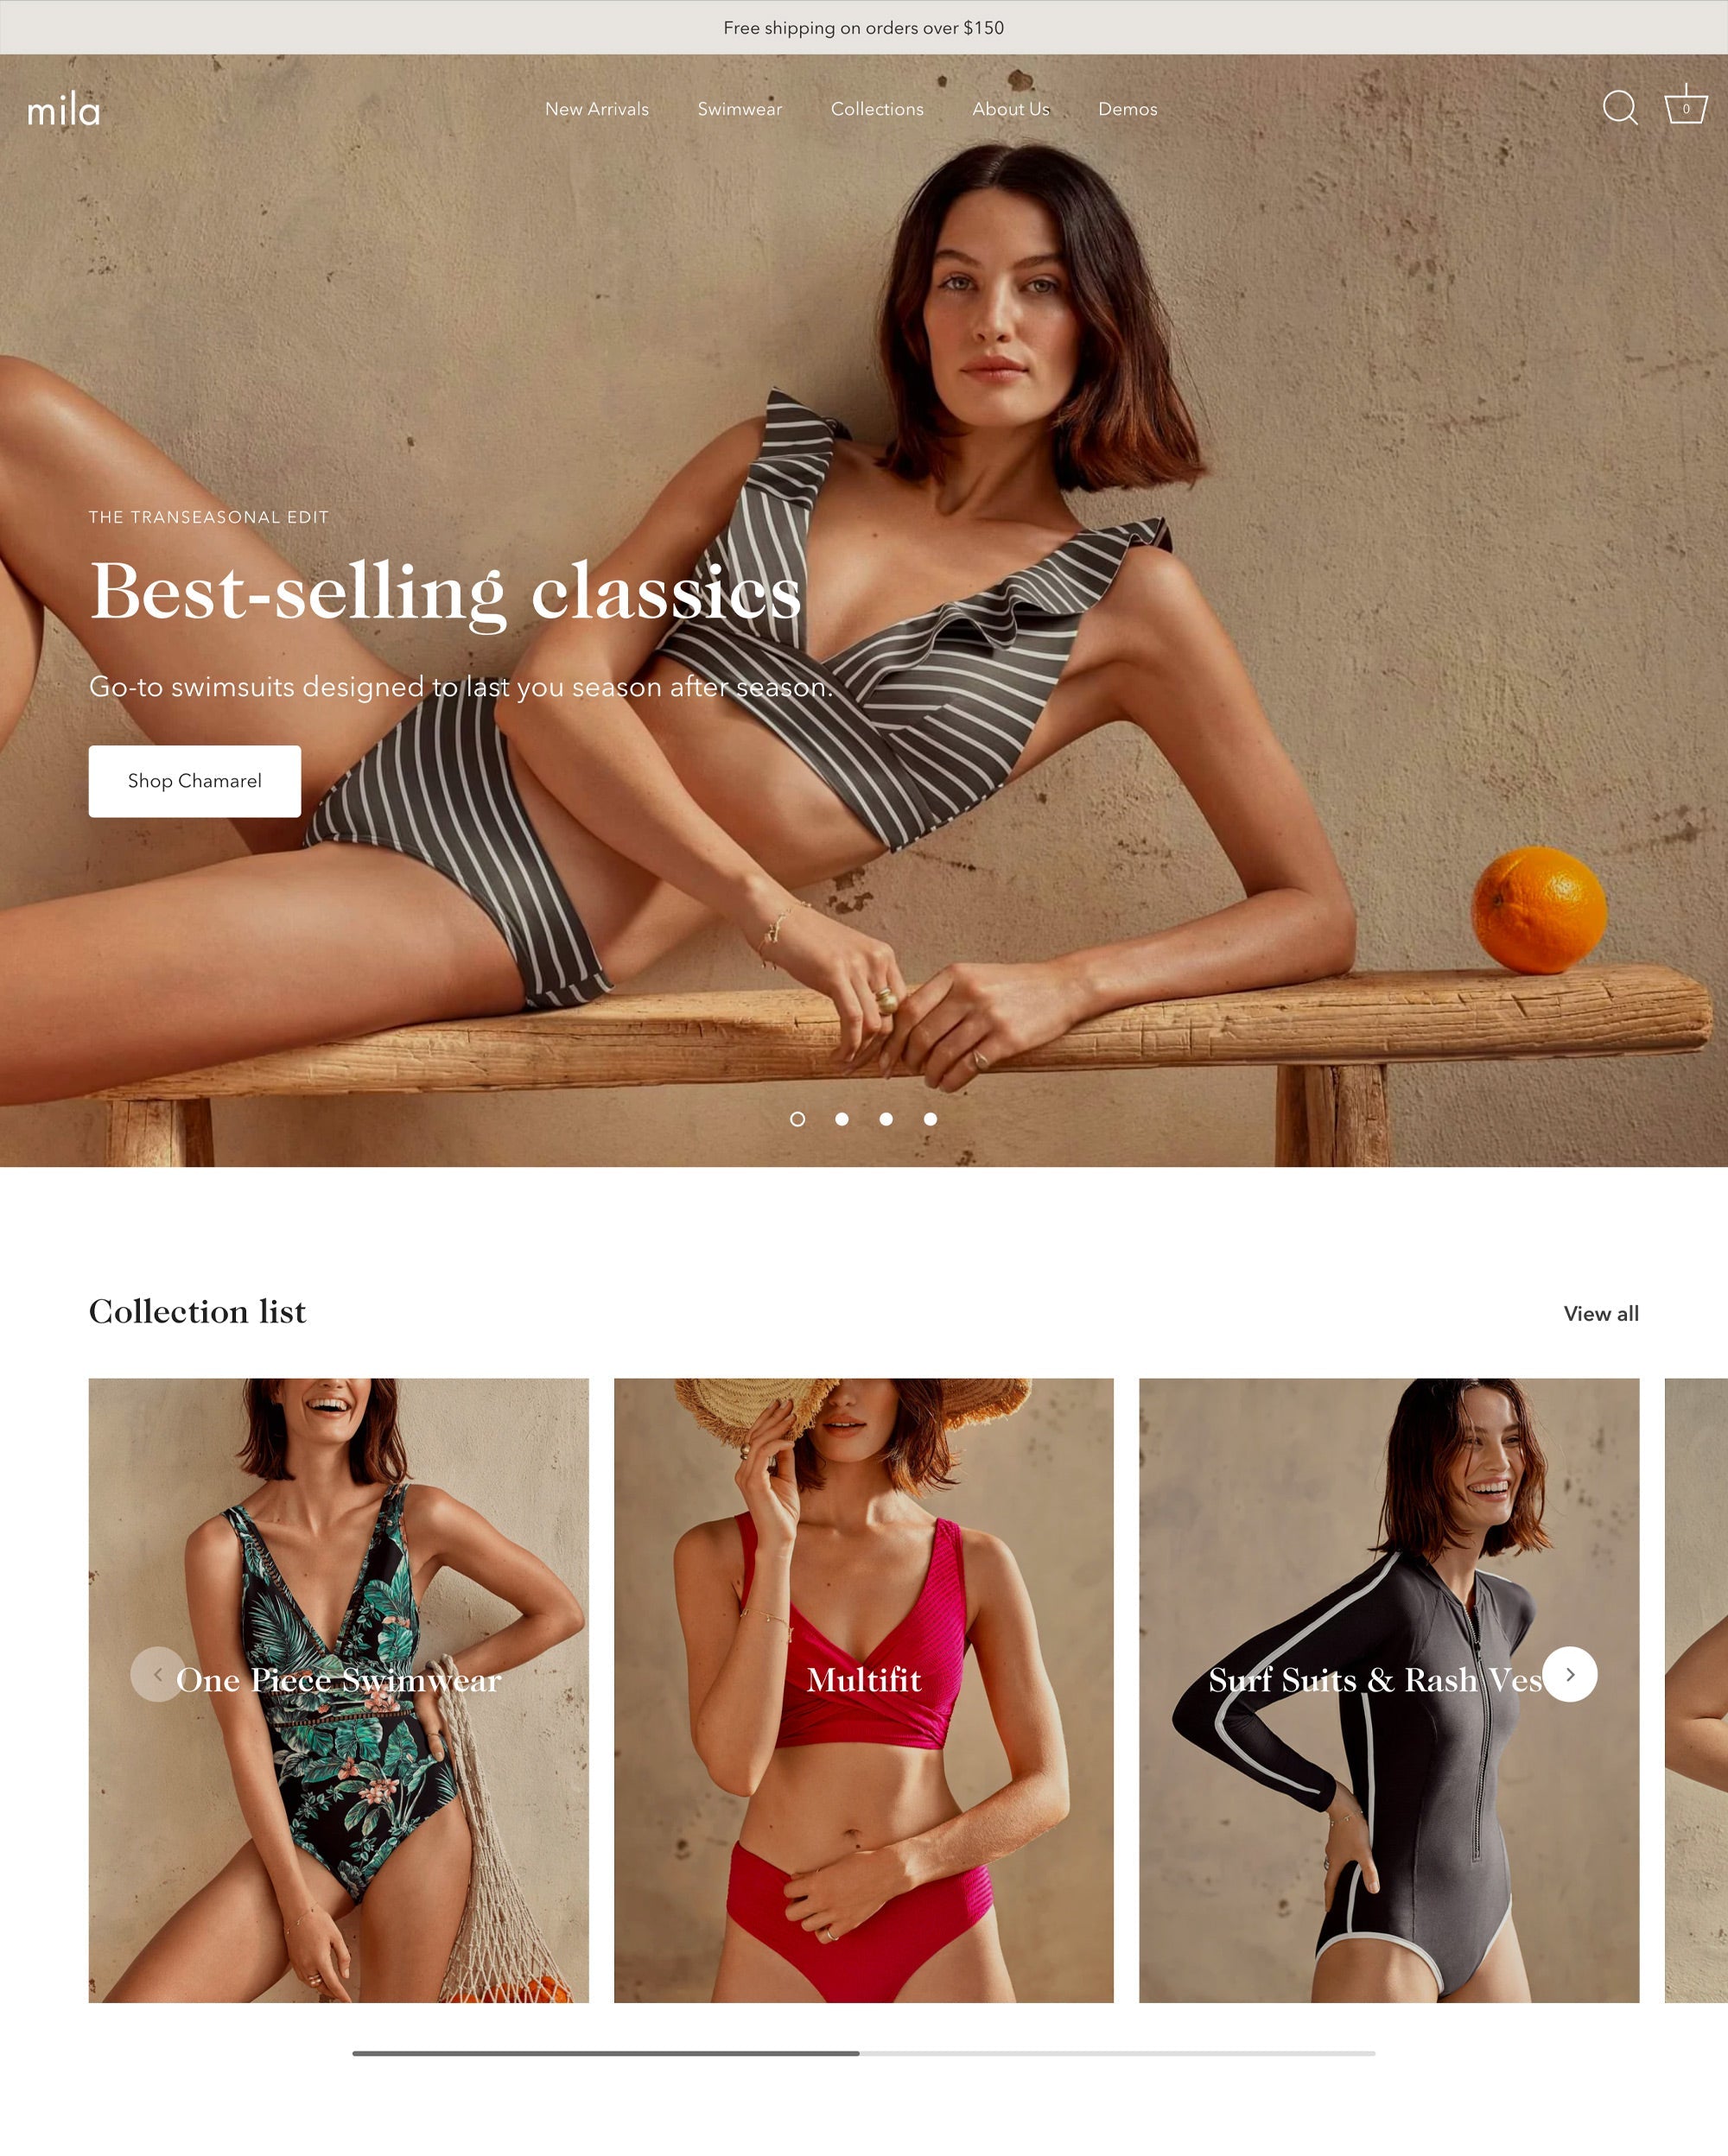 Free shipping on orders over $150
mila
New Arrivals
Swimwear
Collections
About Us
Demos
0
THE TRANSEASONAL EDIT
Best-selling classics
Go-to swimsuits designed to last you season after season.
Shop Chamarel
Collection list
View all
One Piece Swimwear
Multifit
Surf Suits & Rash Ves